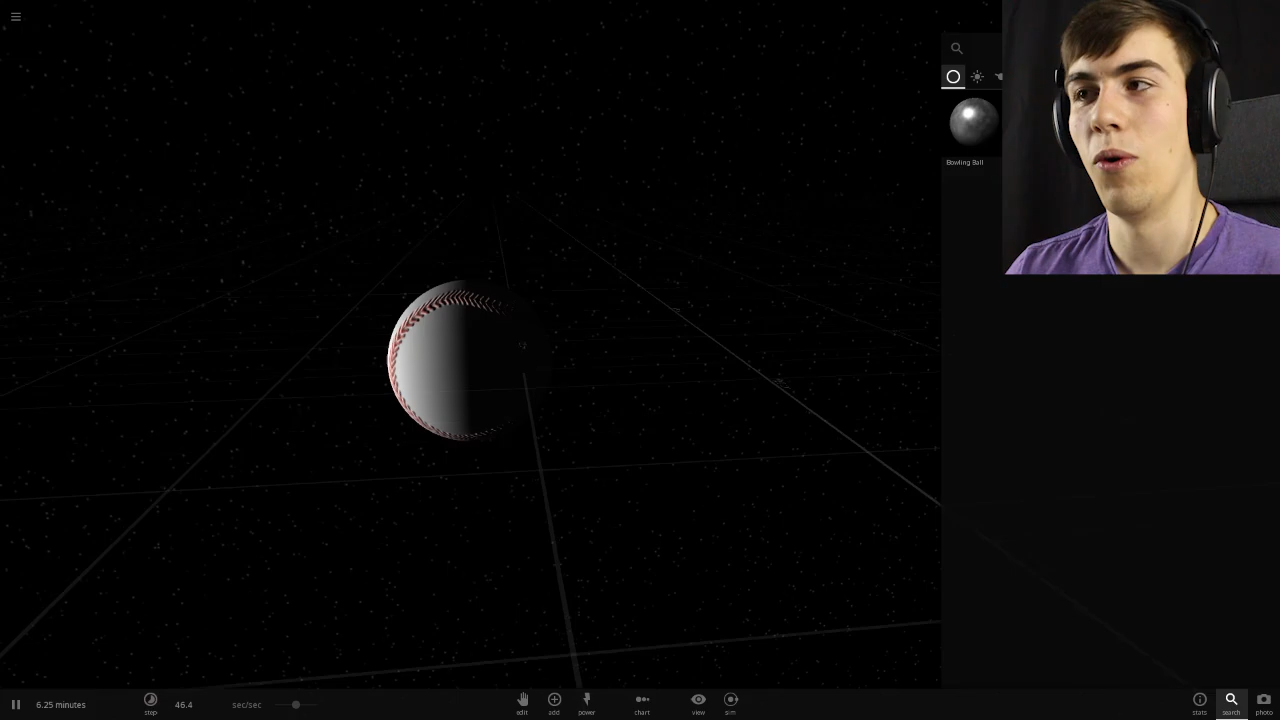 Bowling Ball
6.25 minutes
step
46.4
sec/sec
edit
add
power
chart
view
sim
stats
search
photo